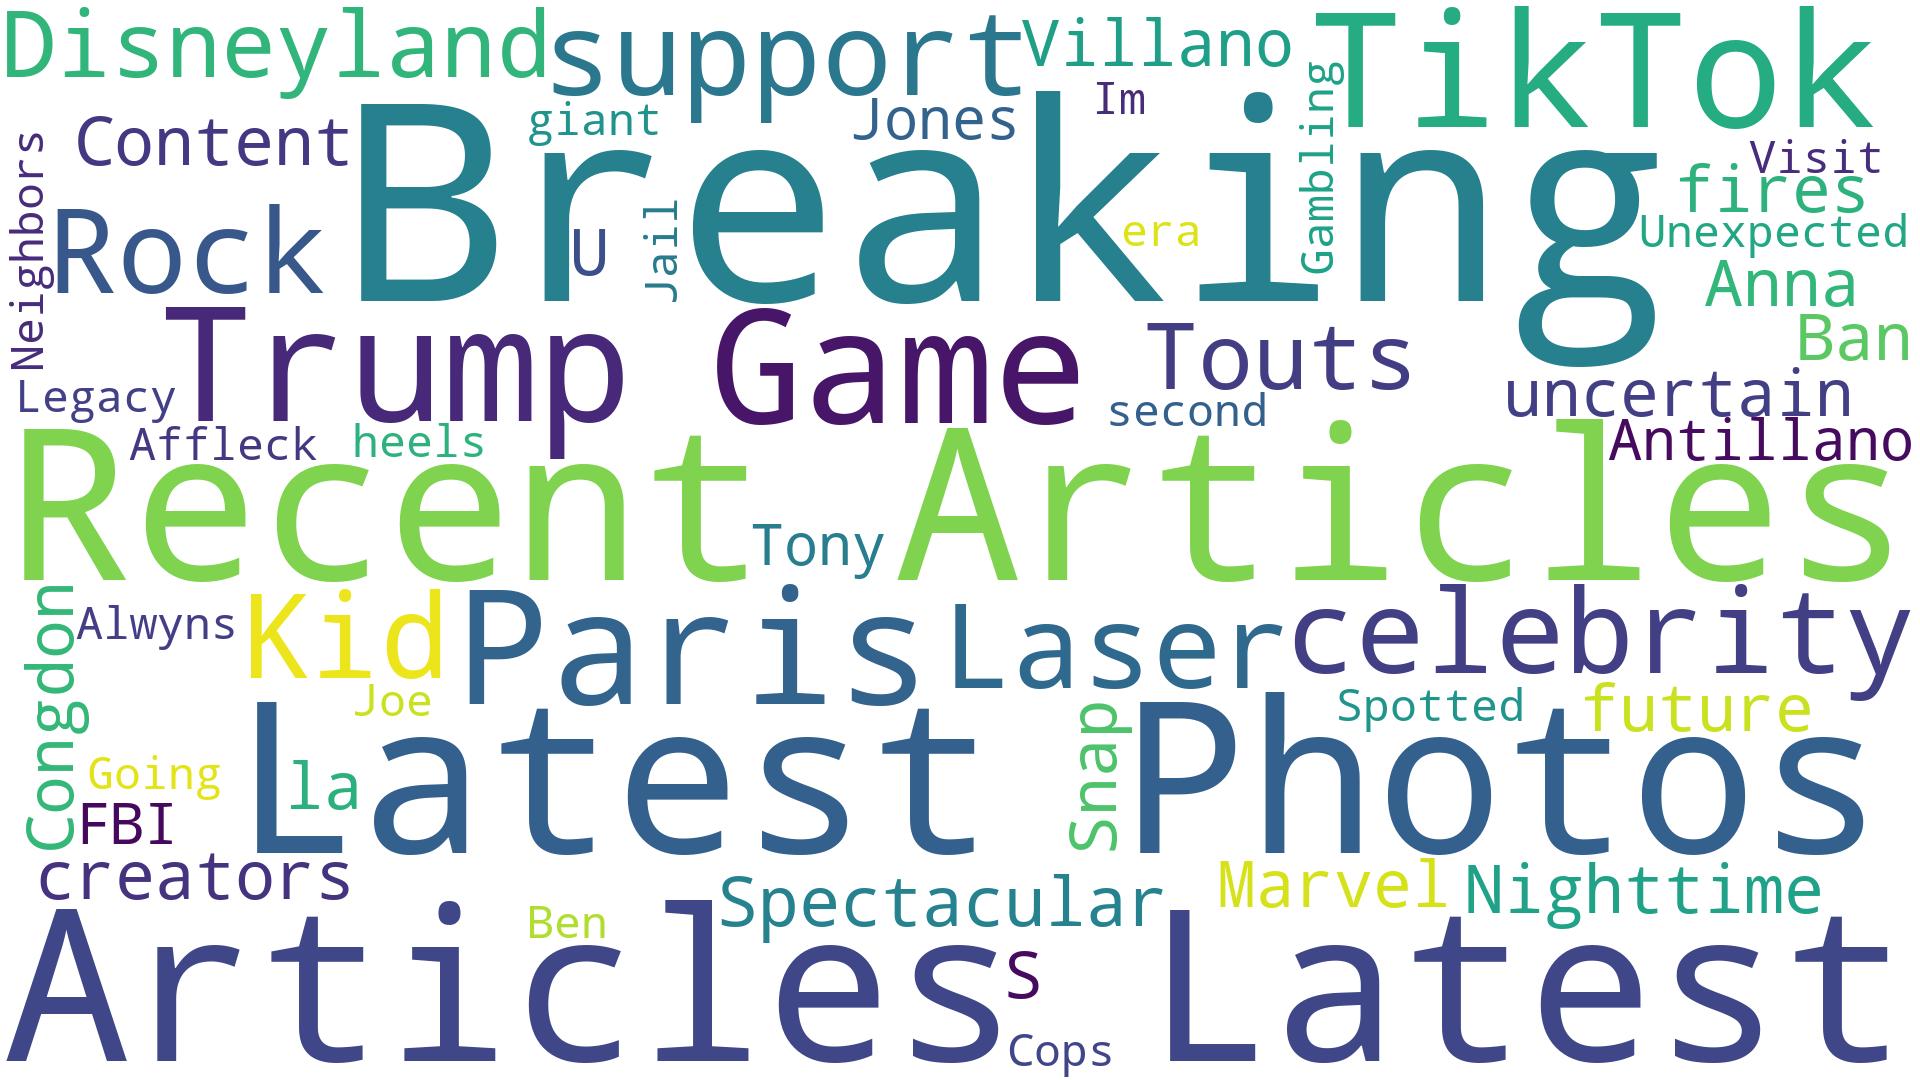 Disneyland
support
Villano
TikTok
Content
giant
Jones
Im
Gambling
Visit
fires
Neighbors
Rock
Breaking
U
Jail
era
Unexpected
Anna
Trump Game
Touts
Ban
Legacy
second
uncertain
Affleck
heels
Antillano
Recent Articles
Tony
Congdon
Alwyns
Kid
Paris
Laser
celebrity
Joe
Spotted
future
Going
la
Latest
Snap
Photos
FBI
creators
Spectacular
Marvel
Nighttime
Ben
Articles Latest
S
Cops